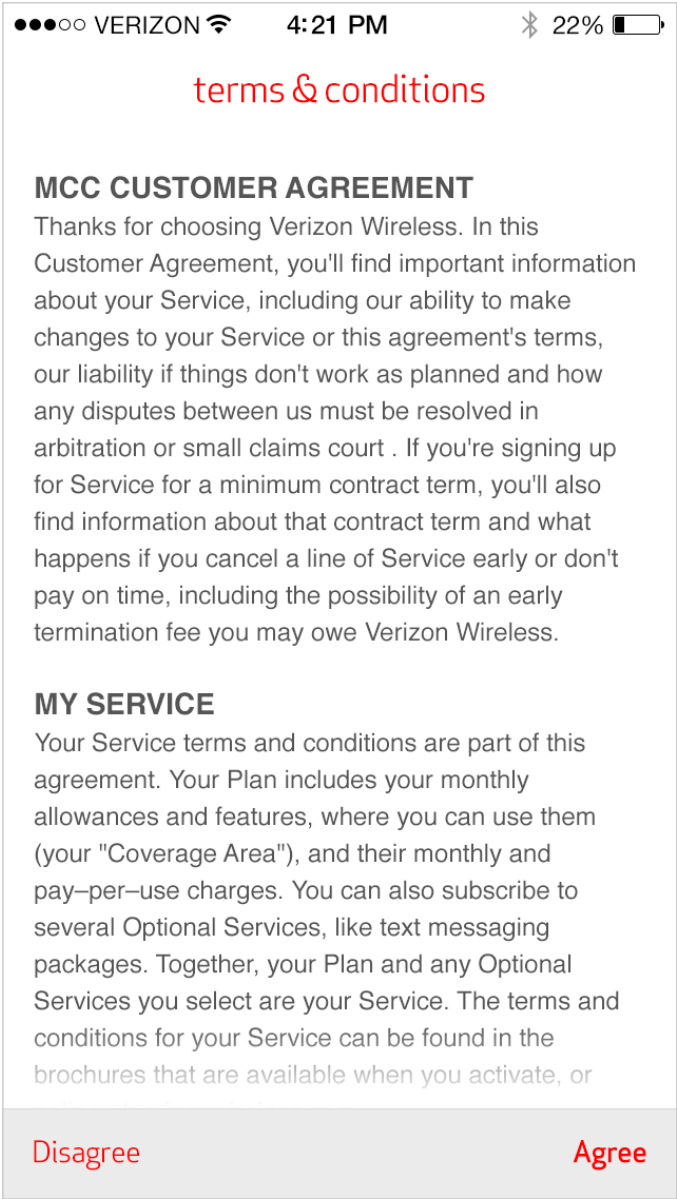 VERIZON 4:21 PM 22%
terms & conditions
MCC CUSTOMER AGREEMENT
Thanks for choosing Verizon Wireless. In this
Customer Agreement, you'll find important information
about your Service, including our ability to make
changes to your Service or this agreement's terms,
our liability if things don't work as planned and how
any disputes between us must be resolved in
arbitration or small claims court . If you're signing up
for Service for a minimum contract term, you'll also
find information about that contract term and what
happens if you cancel a line of Service early or don't
pay on time, including the possibility of an early
termination fee you may owe Verizon Wireless.
MY SERVICE
Your Service terms and conditions are part of this
agreement. Your Plan includes your monthly
allowances and features, where you can use them
(your "Coverage Area"), and their monthly and
pay–per–use charges. You can also subscribe to
several Optional Services, like text messaging
packages. Together, your Plan and any Optional
Services you select are your Service. The terms and
conditions for your Service can be found in the
brochures that are available when you activate, or
Disagree Agree